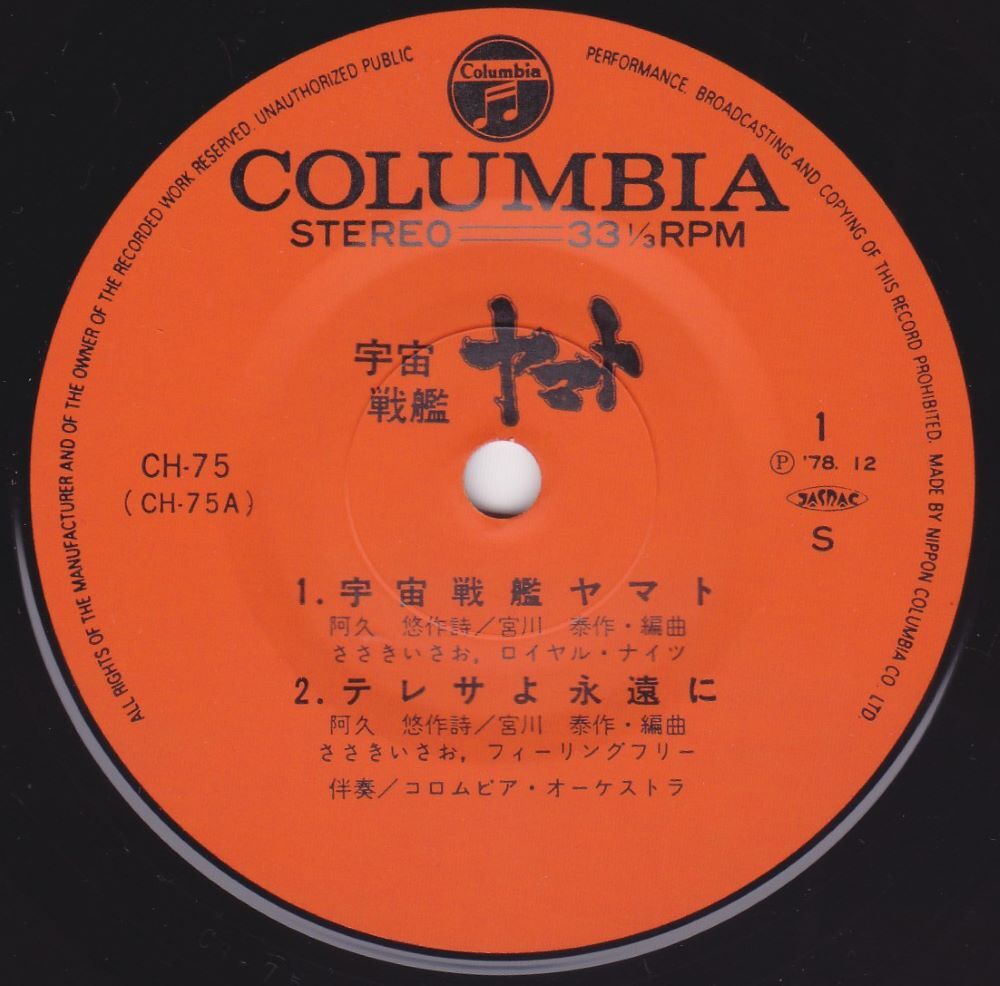 Columbia
COLUMBIA
STEREO 33 1/3 RPM
宇宙
戦艦
ヤマト
CH-75
(CH-75A)
1
Ⓟ '78. 12
JASRAC
S
1. 宇宙戦艦ヤマト
阿久 悠作詩/宮川 泰作・編曲
ささきいさお, ロイヤル・ナイツ
2. テレサよ永遠に
阿久 悠作詩/宮川 泰作・編曲
ささきいさお, フィーリングフリー
伴奏/コロムビア・オーケストラ
ALL RIGHTS OF THE MANUFACTURER AND OF THE OWNER OF THE RECORDED WORK RESERVED. UNAUTHORIZED PUBLIC PERFORMANCE. BROADCASTING AND COPYING OF THIS RECORD PROHIBITED. MADE BY NIPPON COLUMBIA CO. LTD.